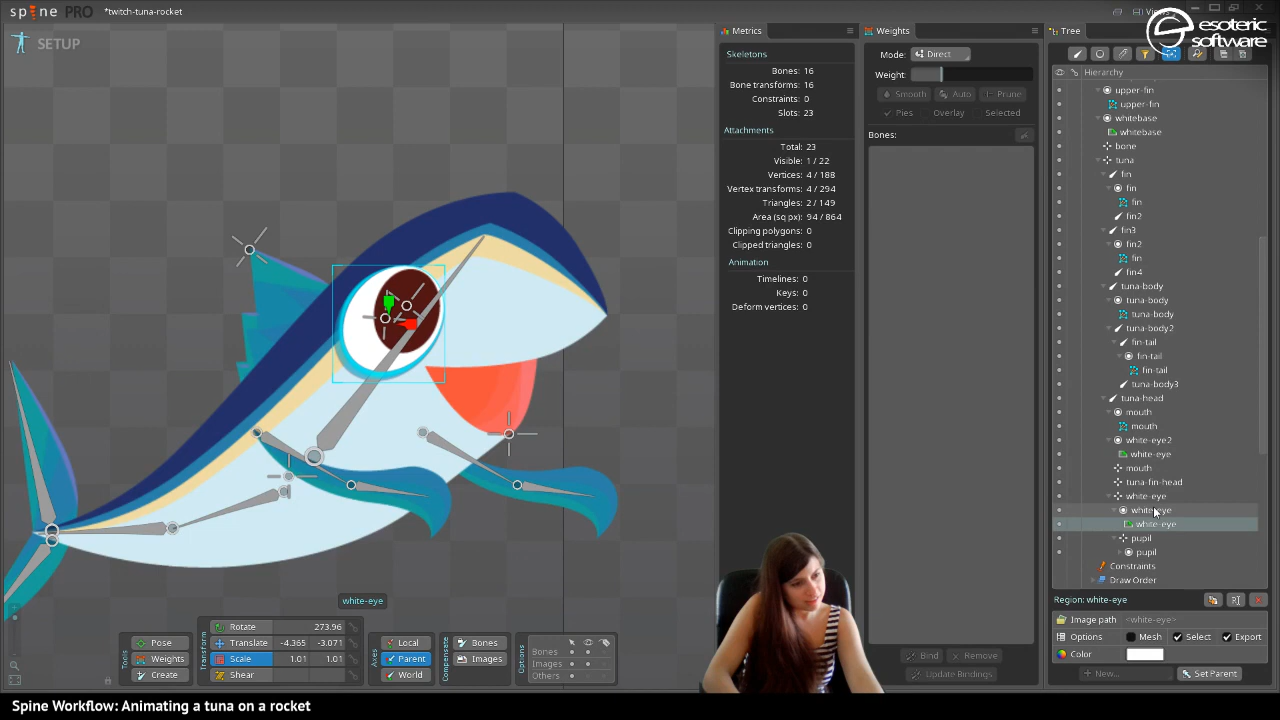 spine PRO
*twitch-tuna-rocket
Views
esoteric
software
SETUP
Metrics
Skeletons
Bones: 16
Bone transforms: 16
Constraints: 0
Slots: 23
Attachments
Total: 23
Visible: 1 / 22
Vertices: 4 / 188
Vertex transforms: 4 / 294
Triangles: 2 / 149
Area (sq px): 94 / 864
Clipping polygons: 0
Clipped triangles: 0
Animation
Timelines: 0
Keys: 0
Deform vertices: 0
Weights
Mode: Direct
Weight:
Smooth Auto Prune
Pies Overlay Selected
Bones:
Bind Remove
Update Bindings
Tree
Hierarchy
upper-fin
upper-fin
whitebase
whitebase
bone
tuna
fin
fin
fin
fin2
fin3
fin2
fin
fin4
tuna-body
tuna-body
tuna-body
tuna-body2
fin-tail
fin-tail
fin-tail
tuna-body3
tuna-head
mouth
mouth
white-eye2
white-eye
mouth
tuna-fin-head
white-eye
white-eye
white-eye
pupil
pupil
Constraints
Draw Order
Region: white-eye
Image path <white-eye>
Options Mesh Select Export
Color
New... Set Parent
white-eye
Tools
Pose
Weights
Create
Transform
Rotate 273.96
Translate -4.365 -3.071
Scale 1.01 1.01
Shear
Axes
Local
Parent
World
Compensate
Bones
Images
Options
Bones
Images
Others
Spine Workflow: Animating a tuna on a rocket